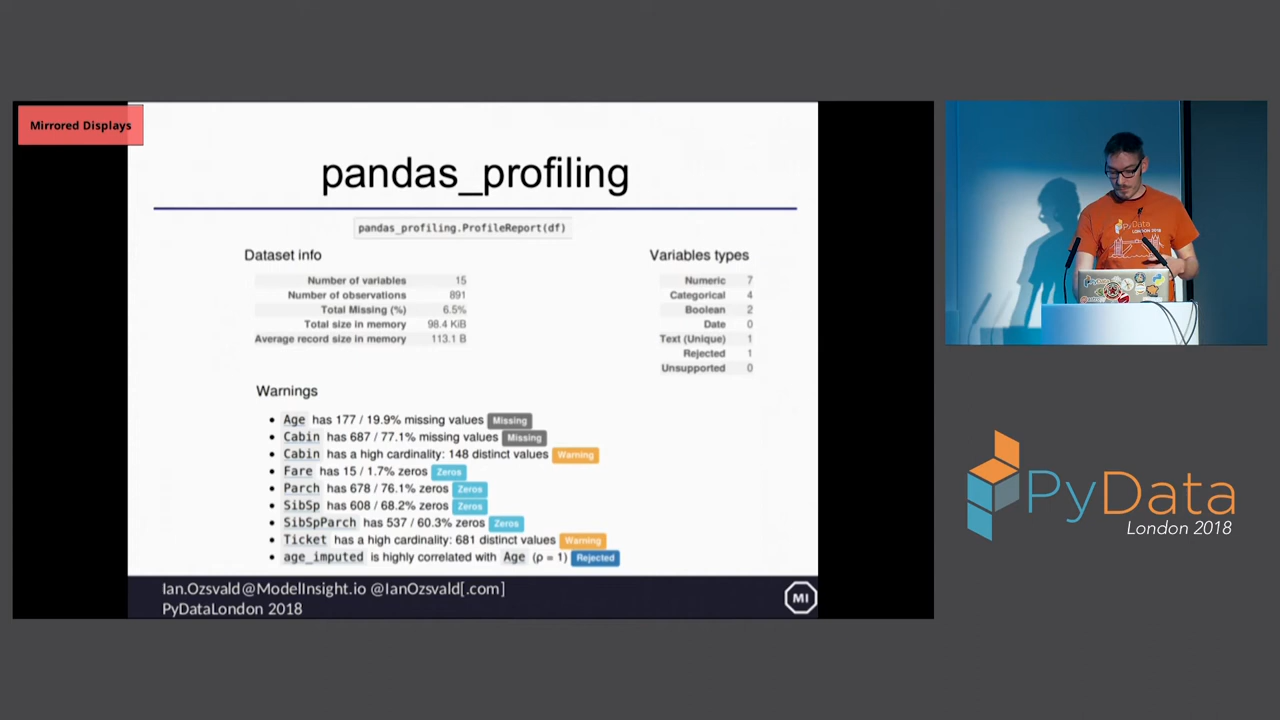 Mirrored Displays
pandas_profiling
pandas_profiling.ProfileReport(df)
Dataset info
Number of variables 15
Number of observations 891
Total Missing (%) 6.5%
Total size in memory 98.4 KiB
Average record size in memory 113.1 B
Variables types
Numeric 7
Categorical 4
Boolean 2
Date 0
Text (Unique) 1
Rejected 1
Unsupported 0
Warnings
• Age has 177 / 19.9% missing values Missing
• Cabin has 687 / 77.1% missing values Missing
• Cabin has a high cardinality: 148 distinct values Warning
• Fare has 15 / 1.7% zeros Zeros
• Parch has 678 / 76.1% zeros Zeros
• SibSp has 608 / 68.2% zeros Zeros
• SibSpParch has 537 / 60.3% zeros Zeros
• Ticket has a high cardinality: 681 distinct values Warning
• age_imputed is highly correlated with Age (ρ = 1) Rejected
Ian.Ozsvald@ModelInsight.io @IanOzsvald[.com]
PyDataLondon 2018
MI
PyData
LONDON 2018
PyData
London 2018